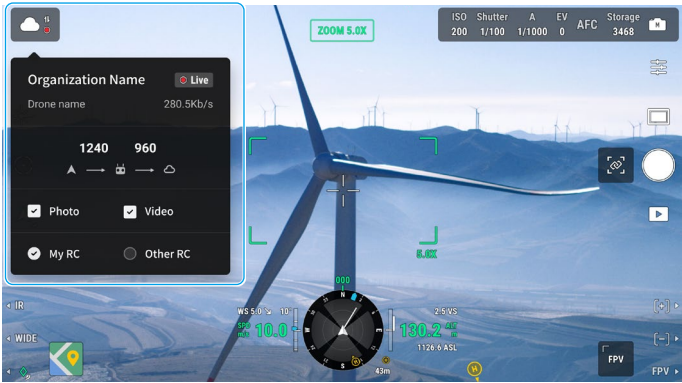 ZOOM 5.0X
ISO Shutter A EV AFC Storage
200 1/100 1/1000 0 3468
Organization Name Live
Drone name 280.5Kb/s
1240 960
Photo Video
My RC Other RC
5.0X
000
N
W E
S
IR
WS 5.0 10° 2.5 VS
SPD m/s 10.0 130.2 ALT m
1126.6 ASL
WIDE
43m
H
FPV
FPV